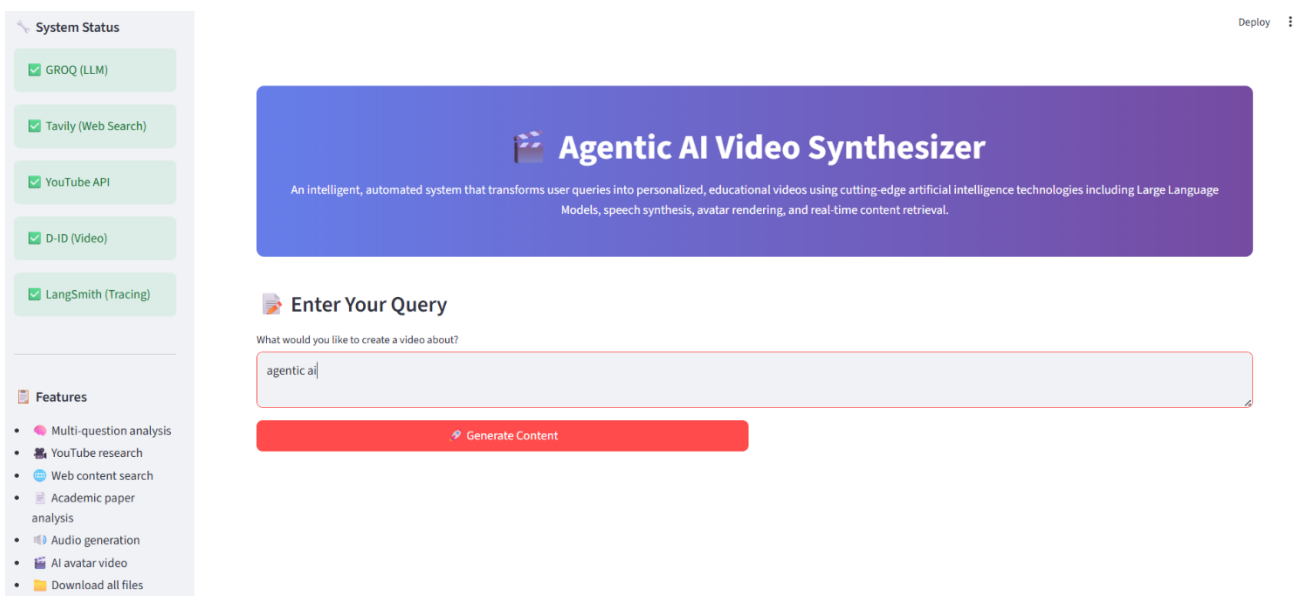 System Status
GROQ (LLM)
Tavily (Web Search)
YouTube API
D-ID (Video)
LangSmith (Tracing)
Features
Multi-question analysis
YouTube research
Web content search
Academic paper
analysis
Audio generation
AI avatar video
Download all files
Deploy
Agentic AI Video Synthesizer
An intelligent, automated system that transforms user queries into personalized, educational videos using cutting-edge artificial intelligence technologies including Large Language
Models, speech synthesis, avatar rendering, and real-time content retrieval.
Enter Your Query
What would you like to create a video about?
agentic ai
Generate Content